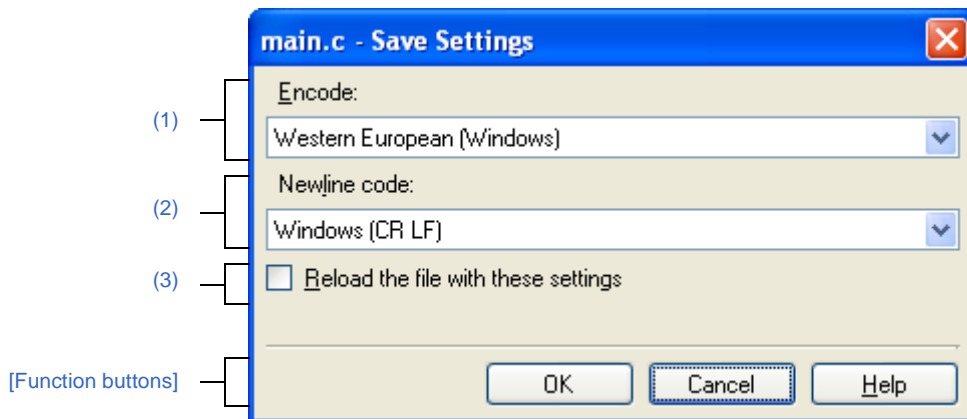 main.c - Save Settings
(1)
Encode:
Western European (Windows)
(2)
Newline code:
Windows (CR LF)
(3)
Reload the file with these settings
[Function buttons]
OK
Cancel
Help